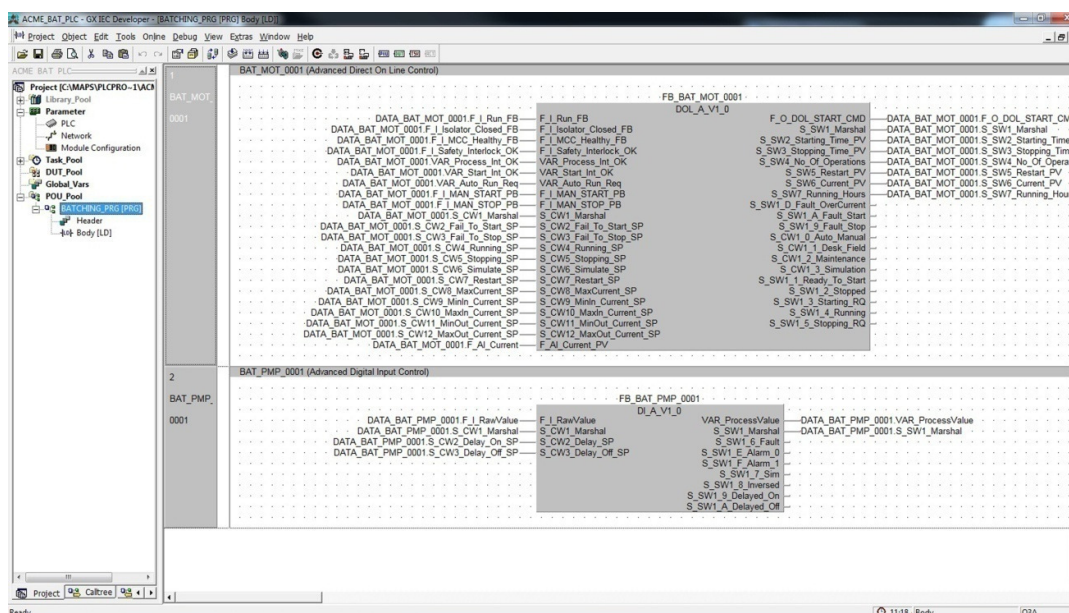 ACME_BAT_PLC - GX IEC Developer - [BATCHING_PRG [PRG] Body [LD]]
Project Object Edit Tools Online Debug View Extras Window Help
ACME BAT PLC
Project [C:\MAPS\PLCPRO~1\ACM
Library_Pool
Parameter
PLC
Network
Module Configuration
Task_Pool
DUT_Pool
Global_Vars
POU_Pool
BATCHING_PRG [PRG]
Header
Body [LD]
Project Calltree
1
BAT_MOT_
0001
BAT_MOT_0001 (Advanced Direct On Line Control)
FB_BAT_MOT_0001
DOL_A_V1_0
DATA_BAT_MOT_0001.F_I_Run_FB F_I_Run_FB F_O_DOL_START_CMD DATA_BAT_MOT_0001.F_O_DOL_START_CM
DATA_BAT_MOT_0001.F_I_Isolator_Closed_FB F_I_Isolator_Closed_FB S_SW1_Marshal DATA_BAT_MOT_0001.S_SW1_Marshal
DATA_BAT_MOT_0001.F_I_MCC_Healthy_FB F_I_MCC_Healthy_FB S_SW2_Starting_Time_PV DATA_BAT_MOT_0001.S_SW2_Starting_Time
DATA_BAT_MOT_0001.F_I_Safety_Interlock_OK F_I_Safety_Interlock_OK S_SW3_Stopping_Time_PV DATA_BAT_MOT_0001.S_SW3_Stopping_Tim
DATA_BAT_MOT_0001.VAR_Process_Int_OK VAR_Process_Int_OK S_SW4_No_Of_Operations DATA_BAT_MOT_0001.S_SW4_No_Of_Opera
DATA_BAT_MOT_0001.VAR_Start_Int_OK VAR_Start_Int_OK S_SW5_Restart_PV DATA_BAT_MOT_0001.S_SW5_Restart_PV
DATA_BAT_MOT_0001.VAR_Auto_Run_Req VAR_Auto_Run_Req S_SW6_Current_PV DATA_BAT_MOT_0001.S_SW6_Current_PV
DATA_BAT_MOT_0001.F_I_MAN_START_PB F_I_MAN_START_PB S_SW7_Running_Hours DATA_BAT_MOT_0001.S_SW7_Running_Hou
DATA_BAT_MOT_0001.F_I_MAN_STOP_PB F_I_MAN_STOP_PB S_SW1_D_Fault_OverCurrent
DATA_BAT_MOT_0001.S_CW1_Marshal S_CW1_Marshal S_SW1_A_Fault_Start
DATA_BAT_MOT_0001.S_CW2_Fail_To_Start_SP S_CW2_Fail_To_Start_SP S_SW1_9_Fault_Stop
DATA_BAT_MOT_0001.S_CW3_Fail_To_Stop_SP S_CW3_Fail_To_Stop_SP S_CW1_0_Auto_Manual
DATA_BAT_MOT_0001.S_CW4_Running_SP S_CW4_Running_SP S_CW1_1_Desk_Field
DATA_BAT_MOT_0001.S_CW5_Stopping_SP S_CW5_Stopping_SP S_CW1_2_Maintenance
DATA_BAT_MOT_0001.S_CW6_Simulate_SP S_CW6_Simulate_SP S_CW1_3_Simulation
DATA_BAT_MOT_0001.S_CW7_Restart_SP S_CW7_Restart_SP S_SW1_1_Ready_To_Start
DATA_BAT_MOT_0001.S_CW8_MaxCurrent_SP S_CW8_MaxCurrent_SP S_SW1_2_Stopped
DATA_BAT_MOT_0001.S_CW9_MinIn_Current_SP S_CW9_MinIn_Current_SP S_SW1_3_Starting_RQ
DATA_BAT_MOT_0001.S_CW10_MaxIn_Current_SP S_CW10_MaxIn_Current_SP S_SW1_4_Running
DATA_BAT_MOT_0001.S_CW11_MinOut_Current_SP S_CW11_MinOut_Current_SP S_SW1_5_Stopping_RQ
DATA_BAT_MOT_0001.S_CW12_MaxOut_Current_SP S_CW12_MaxOut_Current_SP
DATA_BAT_MOT_0001.F_AI_Current F_AI_Current_PV
2
BAT_PMP_
0001
BAT_PMP_0001 (Advanced Digital Input Control)
FB_BAT_PMP_0001
DI_A_V1_0
DATA_BAT_PMP_0001.F_I_RawValue F_I_RawValue VAR_ProcessValue DATA_BAT_PMP_0001.VAR_ProcessValue
DATA_BAT_PMP_0001.S_CW1_Marshal S_CW1_Marshal S_SW1_Marshal DATA_BAT_PMP_0001.S_SW1_Marshal
DATA_BAT_PMP_0001.S_CW2_Delay_On_SP S_CW2_Delay_SP S_SW1_6_Fault
DATA_BAT_PMP_0001.S_CW3_Delay_Off_SP S_CW3_Delay_Off_SP S_SW1_E_Alarm_0
S_SW1_F_Alarm_1
S_SW1_7_Sim
S_SW1_8_Inversed
S_SW1_9_Delayed_On
S_SW1_A_Delayed_Off
Ready 11:18 Body Q3A